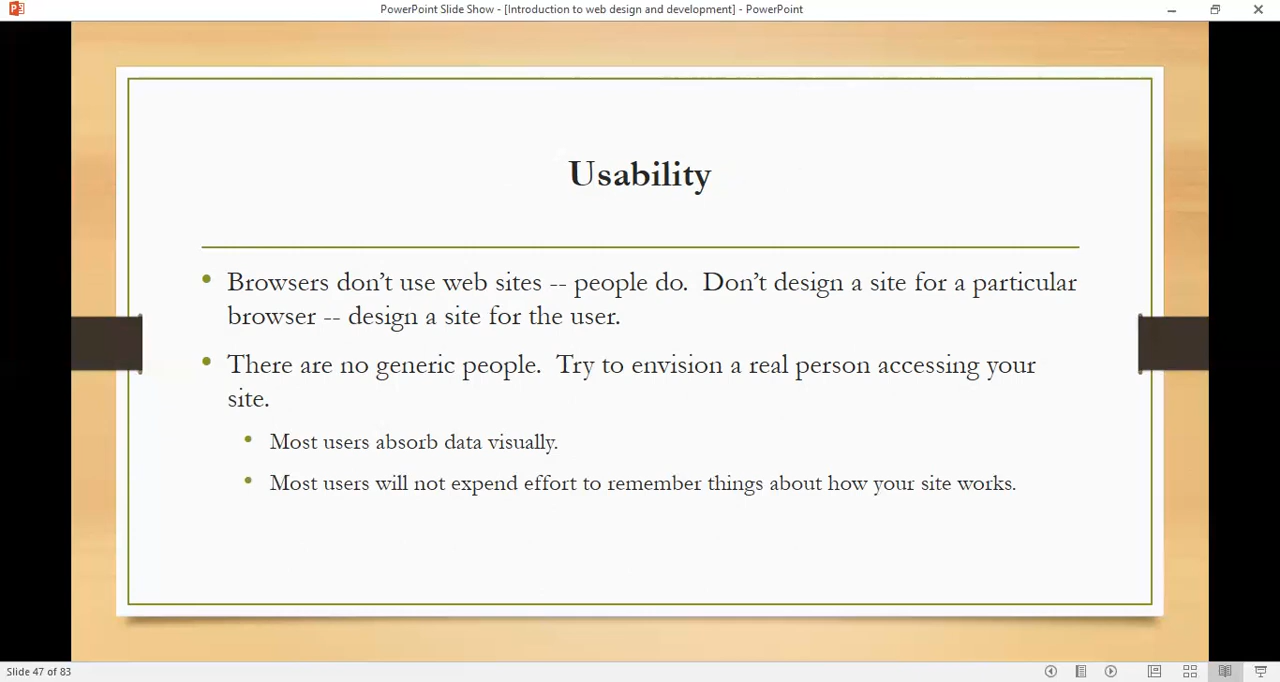 PowerPoint Slide Show - [Introduction to web design and development] - PowerPoint
Usability
• Browsers don’t use web sites -- people do.  Don’t design a site for a particular
browser -- design a site for the user.
• There are no generic people.  Try to envision a real person accessing your
site.
• Most users absorb data visually.
• Most users will not expend effort to remember things about how your site works.
Slide 47 of 83